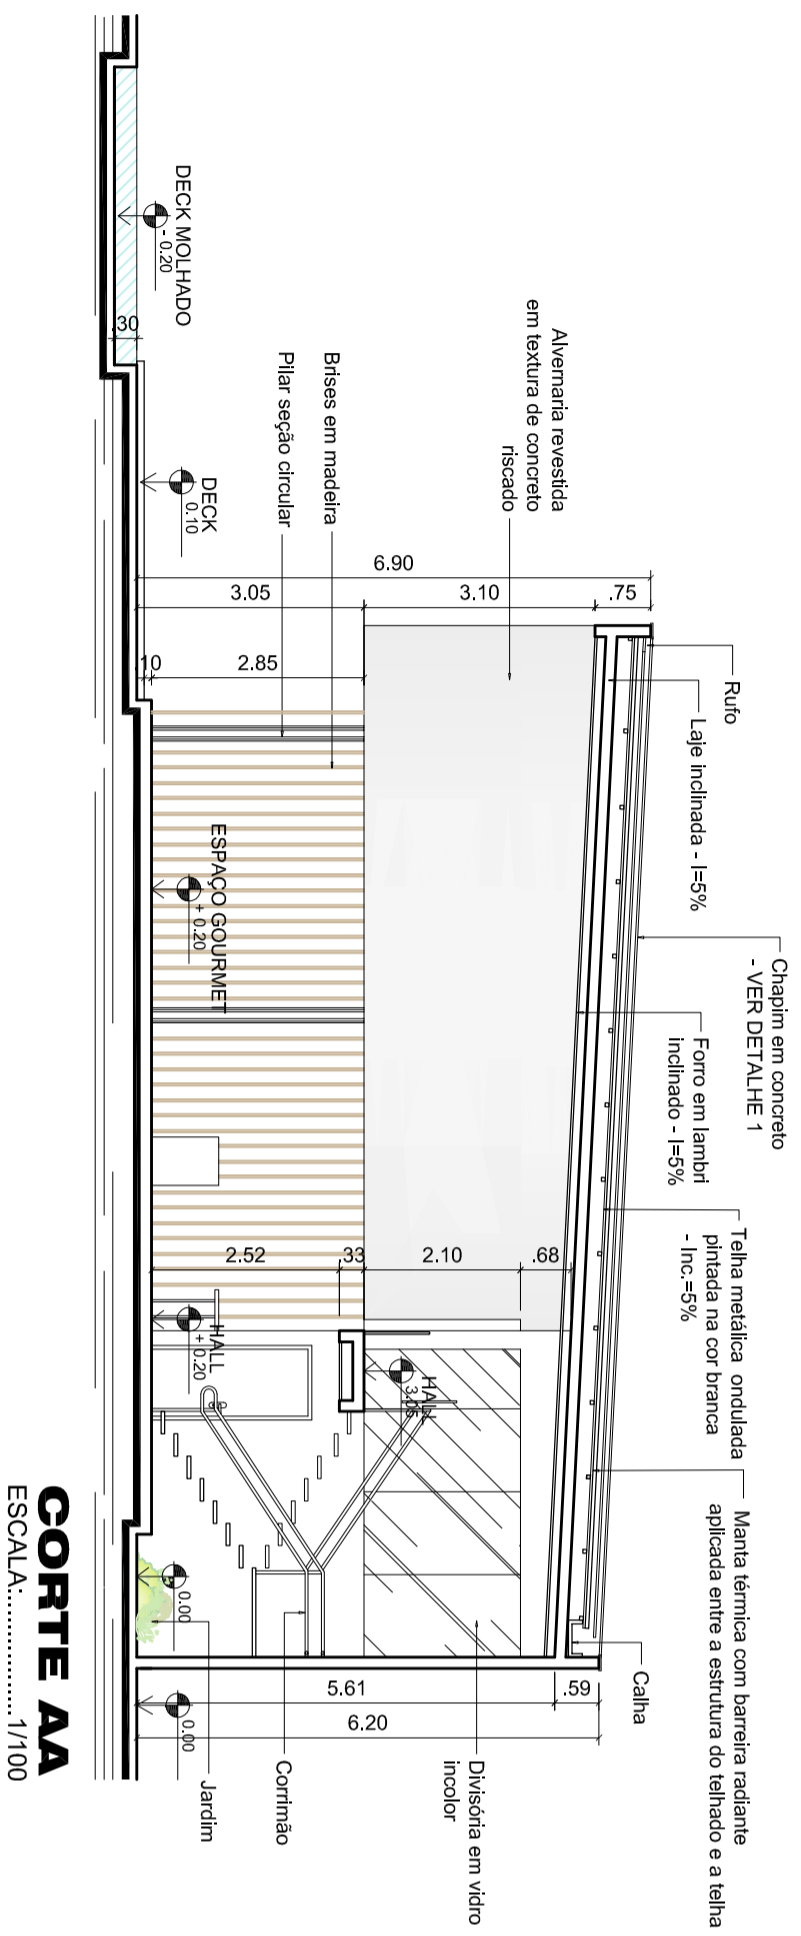 Chapim em concreto
- VER DETALHE 1
Telha metálica ondulada
pintada na cor branca
- Inc.=5%
Manta térmica com barreira radiante
aplicada entre a estrutura do telhado e a telha
Rufo
Laje inclinada - I=5%
Forro em lambri
inclinado - I=5%
Calha
Alvernaria revestida
em textura de concreto
riscado
Brises em madeira
Pilar seção circular
6.90
3.05
3.10
.75
.10
2.85
2.52
.33
2.10
.68
5.61
.59
6.20
.30
DECK MOLHADO
- 0.20
DECK
0.10
ESPAÇO GOURMET
+ 0.20
HALL
+ 0.20
HALL
3.05
0.00
0.00
Divisória em vidro
incolor
Corrimão
Jardim
CORTE AA
ESCALA:............... 1/100